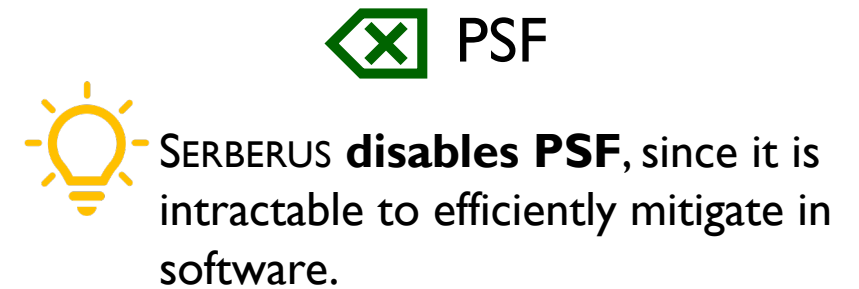 PSF
SERBERUS disables PSF, since it is
intractable to efficiently mitigate in
software.